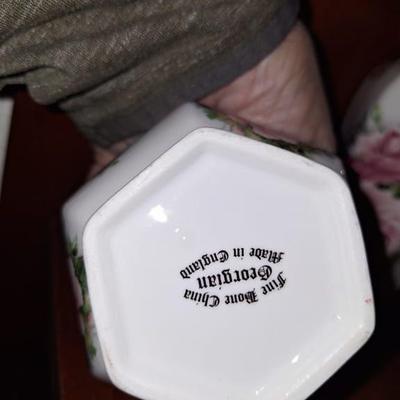 Fine Bone China
Georgian
Made in England